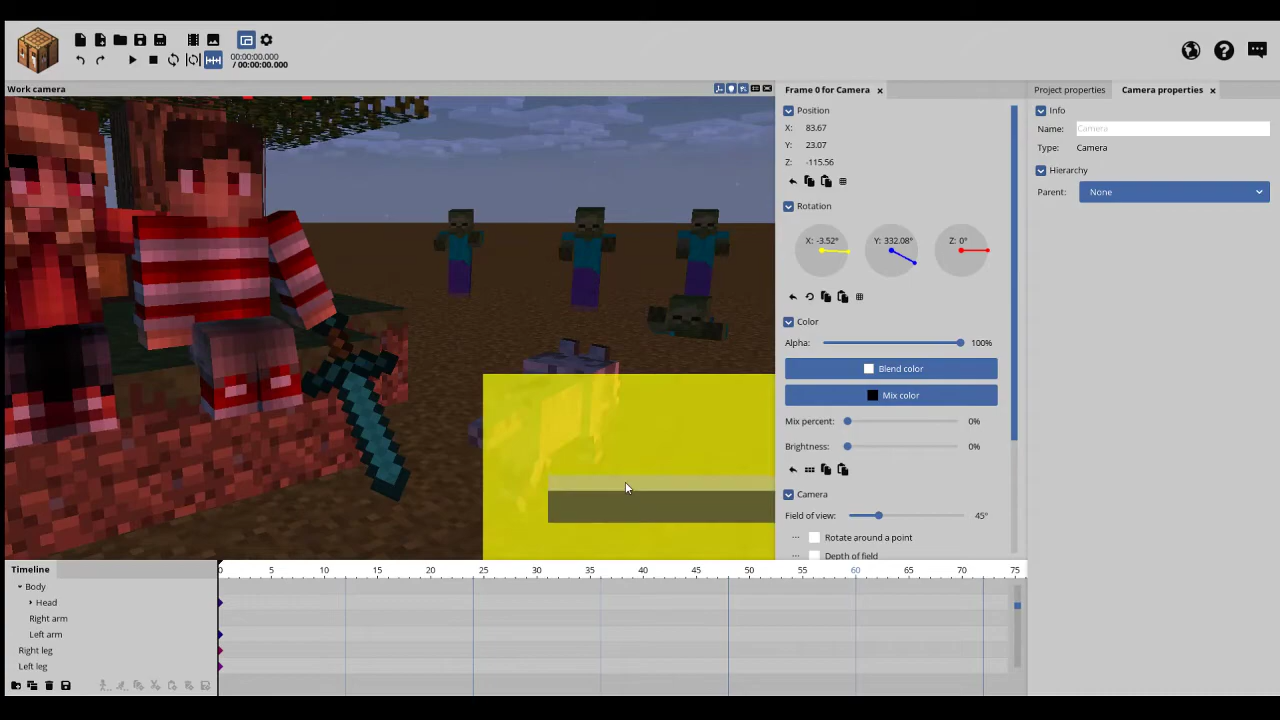 00:00:00.000
/ 00:00:00.000
Work camera
Frame 0 for Camera
Position
X: 83.67
Y: 23.07
Z: -115.56
Rotation
X: -3.52° Y: 332.08° Z: 0°
Color
Alpha: 100%
Blend color
Mix color
Mix percent: 0%
Brightness: 0%
Camera
Field of view: 45°
Rotate around a point
Depth of field
Project properties Camera properties
Info
Name: Camera
Type: Camera
Hierarchy
Parent: None
Timeline
0 5 10 15 20 25 30 35 40 45 50 55 60 65 70 75
Body
Head
Right arm
Left arm
Right leg
Left leg